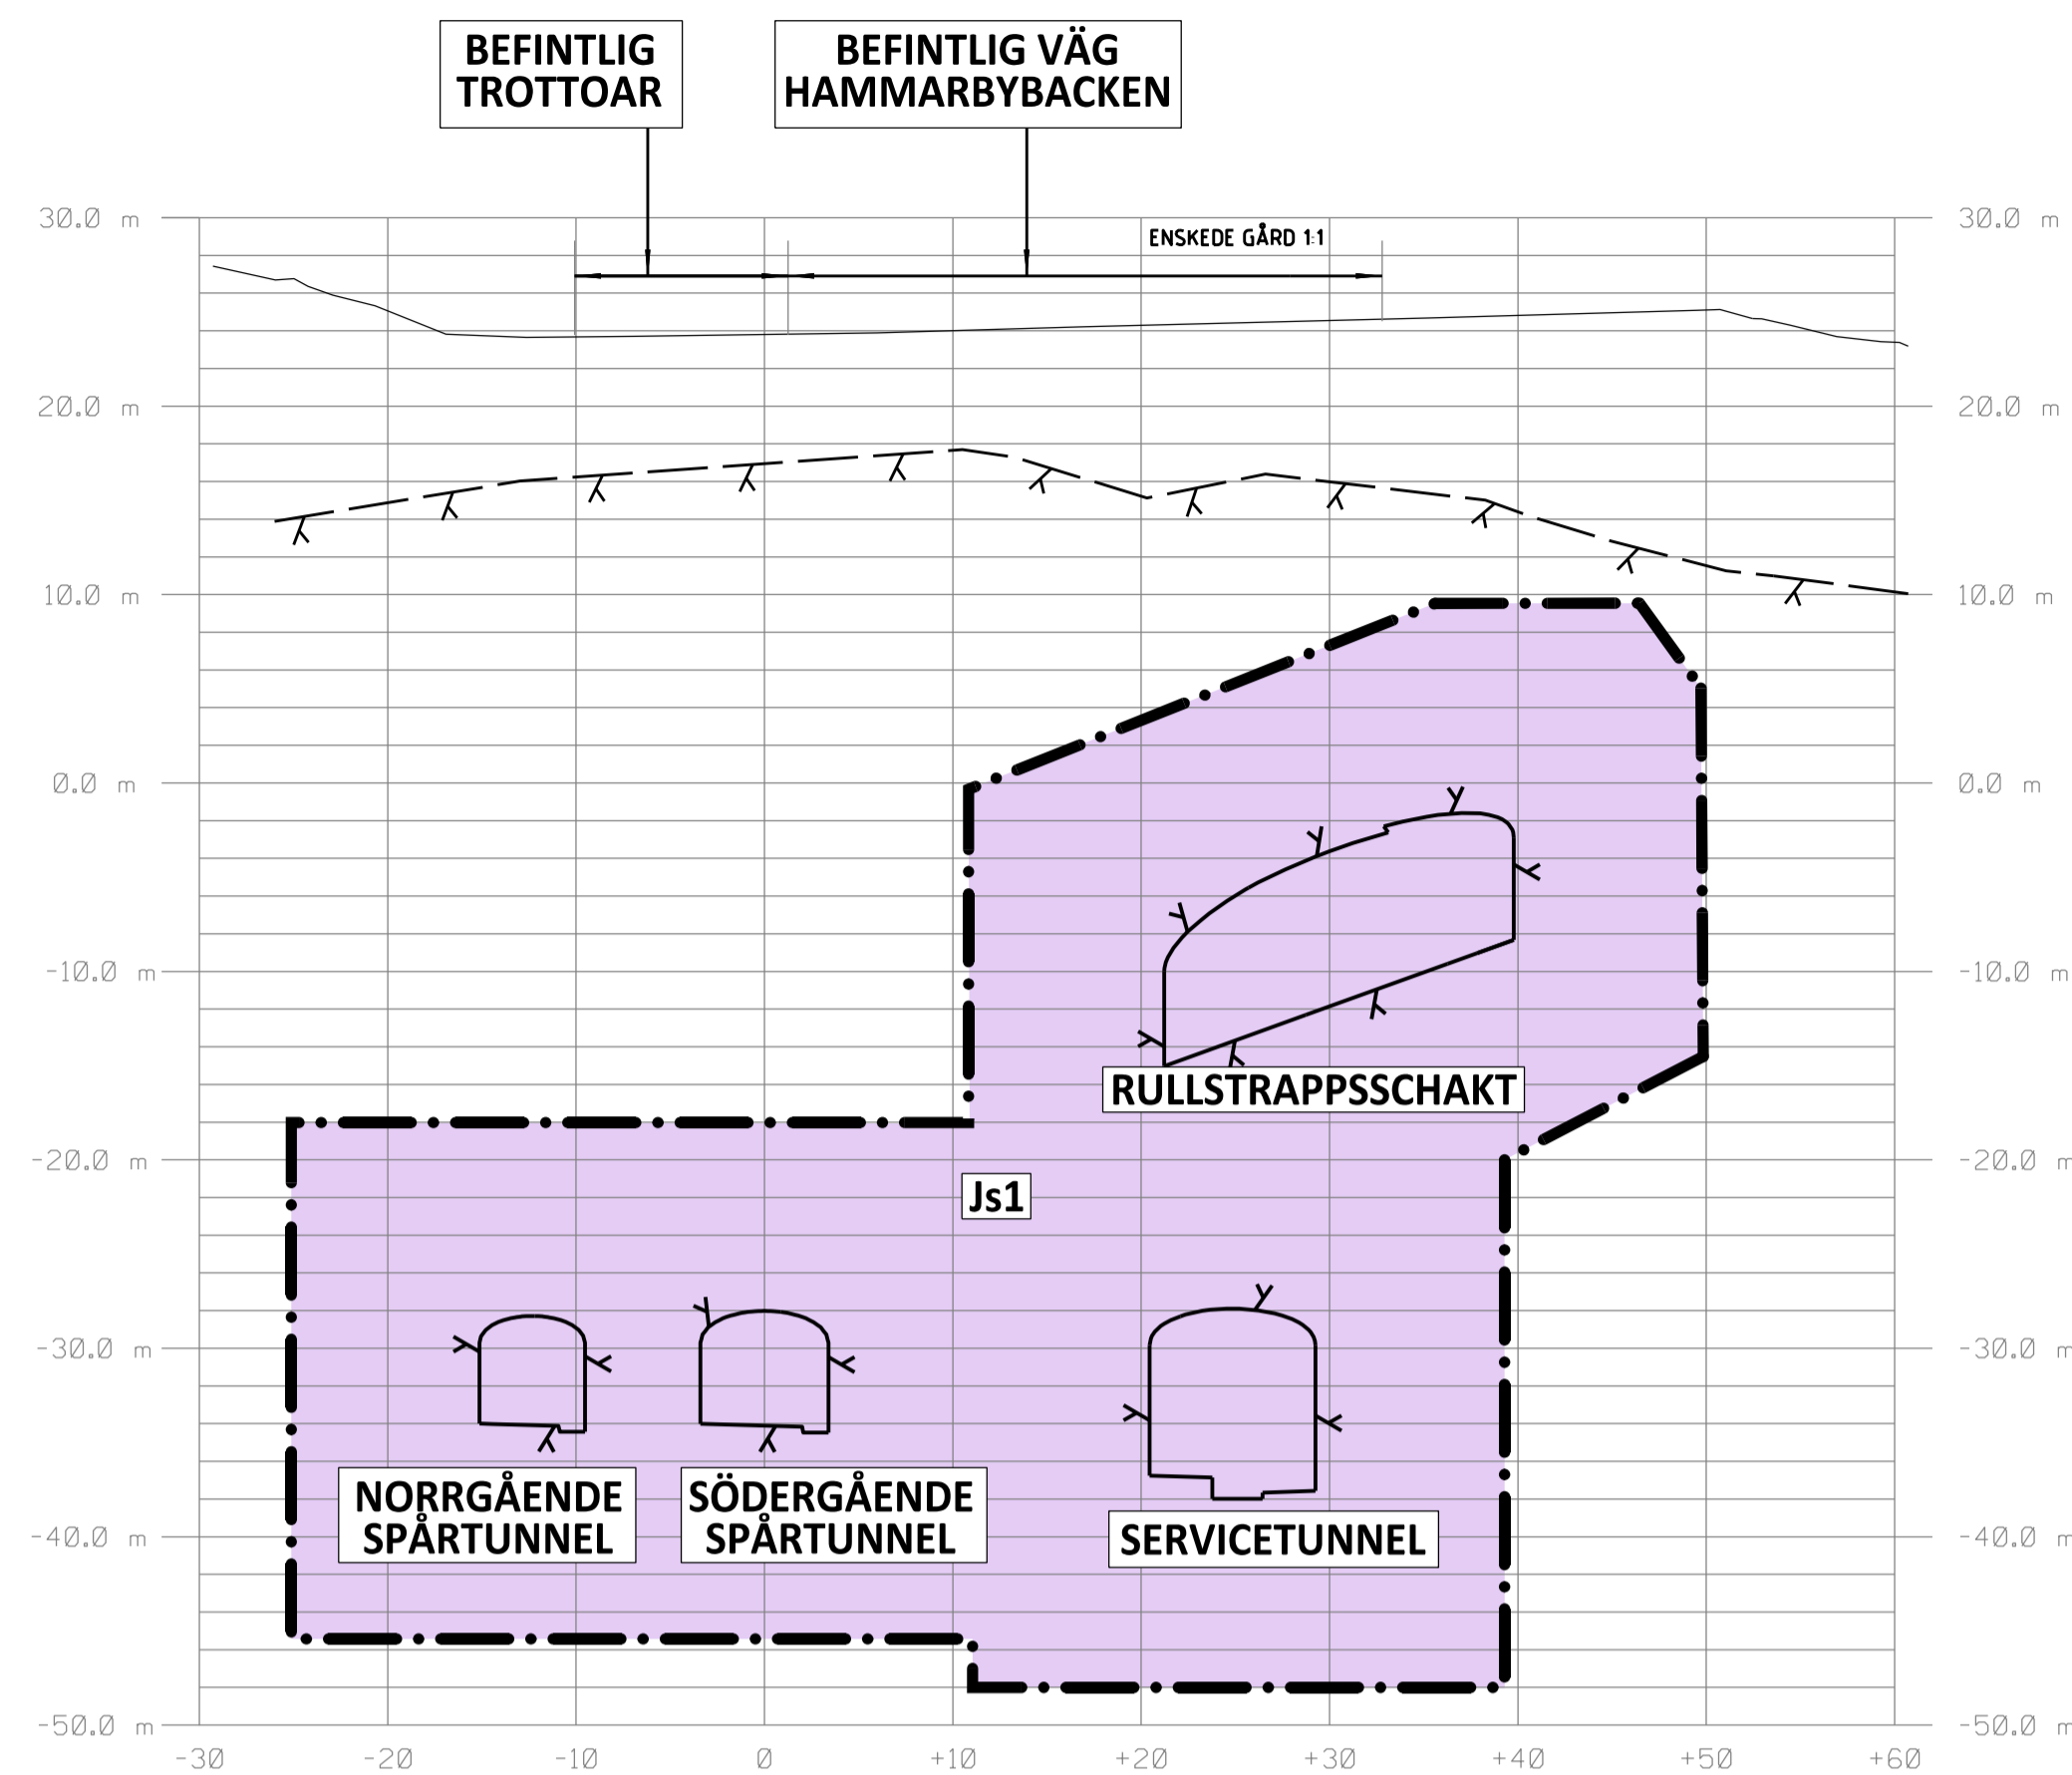 BEFINTLIG
TROTTOAR
BEFINTLIG VÄG
HAMMARBYBACKEN
30.0 m
30.0 m
ENSKEDE GÅRD 1:1
20.0 m
20.0 m
10.0 m
10.0 m
0.0 m
0.0 m
-10.0 m
-10.0 m
RULLSTRAPPSSCHAKT
-20.0 m
-20.0 m
Js1
-30.0 m
-30.0 m
NORRGÅENDE
SPÅRTUNNEL
SÖDERGÅENDE
SPÅRTUNNEL
SERVICETUNNEL
-40.0 m
-40.0 m
-50.0 m
-50.0 m
-30 -20 -10 0 +10 +20 +30 +40 +50 +60